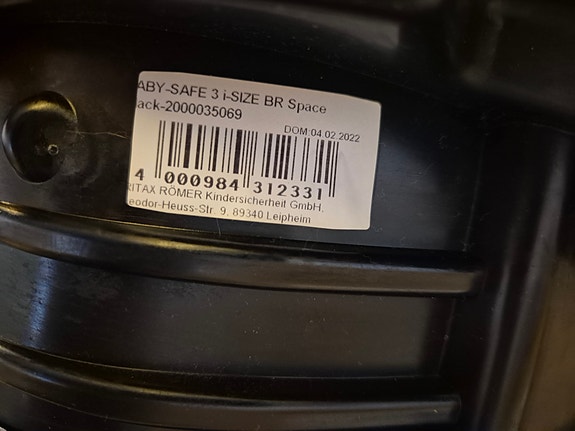 ABY-SAFE 3 i-SIZE BR Space
ack-2000035069
DOM:04.02.2022
4 000984 312331
RITAX RÖMER Kindersicherheit GmbH,
eodor-Heuss-Str. 9, 89340 Leipheim